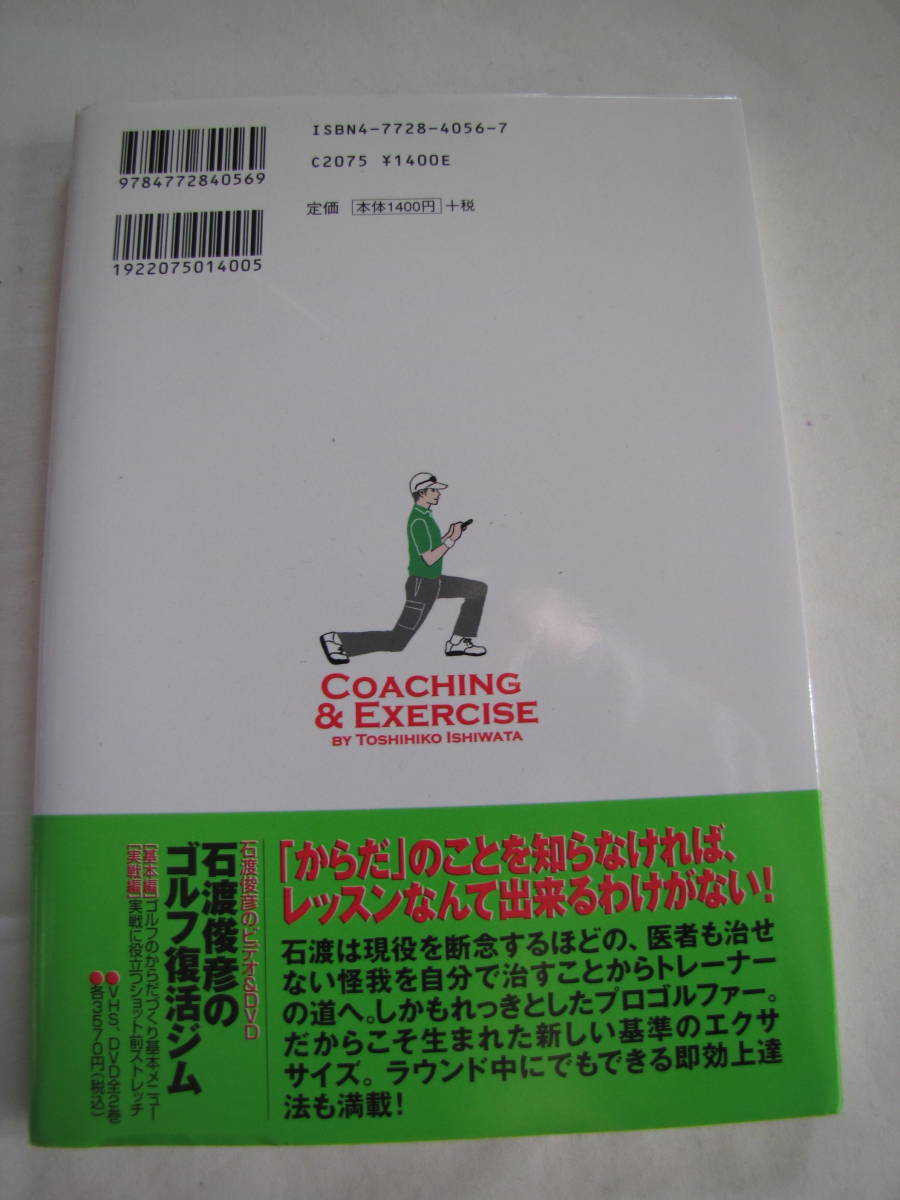 ISBN4-7728-4056-7
C2075 ¥1400E
定価 本体1400円 +税
9784772840569
1922075014005
COACHING
& EXERCISE
BY TOSHIHIKO ISHIWATA
「からだ」のことを知らなければ、
レッスンなんて出来るわけがない！
石渡は現役を断念するほどの、医者も治せ
ない怪我を自分で治すことからトレーナー
の道へ。しかもれっきとしたプロゴルファー。
だからこそ生まれた新しい基準のエクサ
サイズ。ラウンド中にでもできる即効上達
法も満載！
石渡俊彦のビデオ&DVD
石渡俊彦の
ゴルフ復活ジム
[基本編]ゴルフのからだづくり基本メニュー
[実戦編]実戦に役立つショット前ストレッチ
●VHS、DVD全2巻
●各3570円(税込)